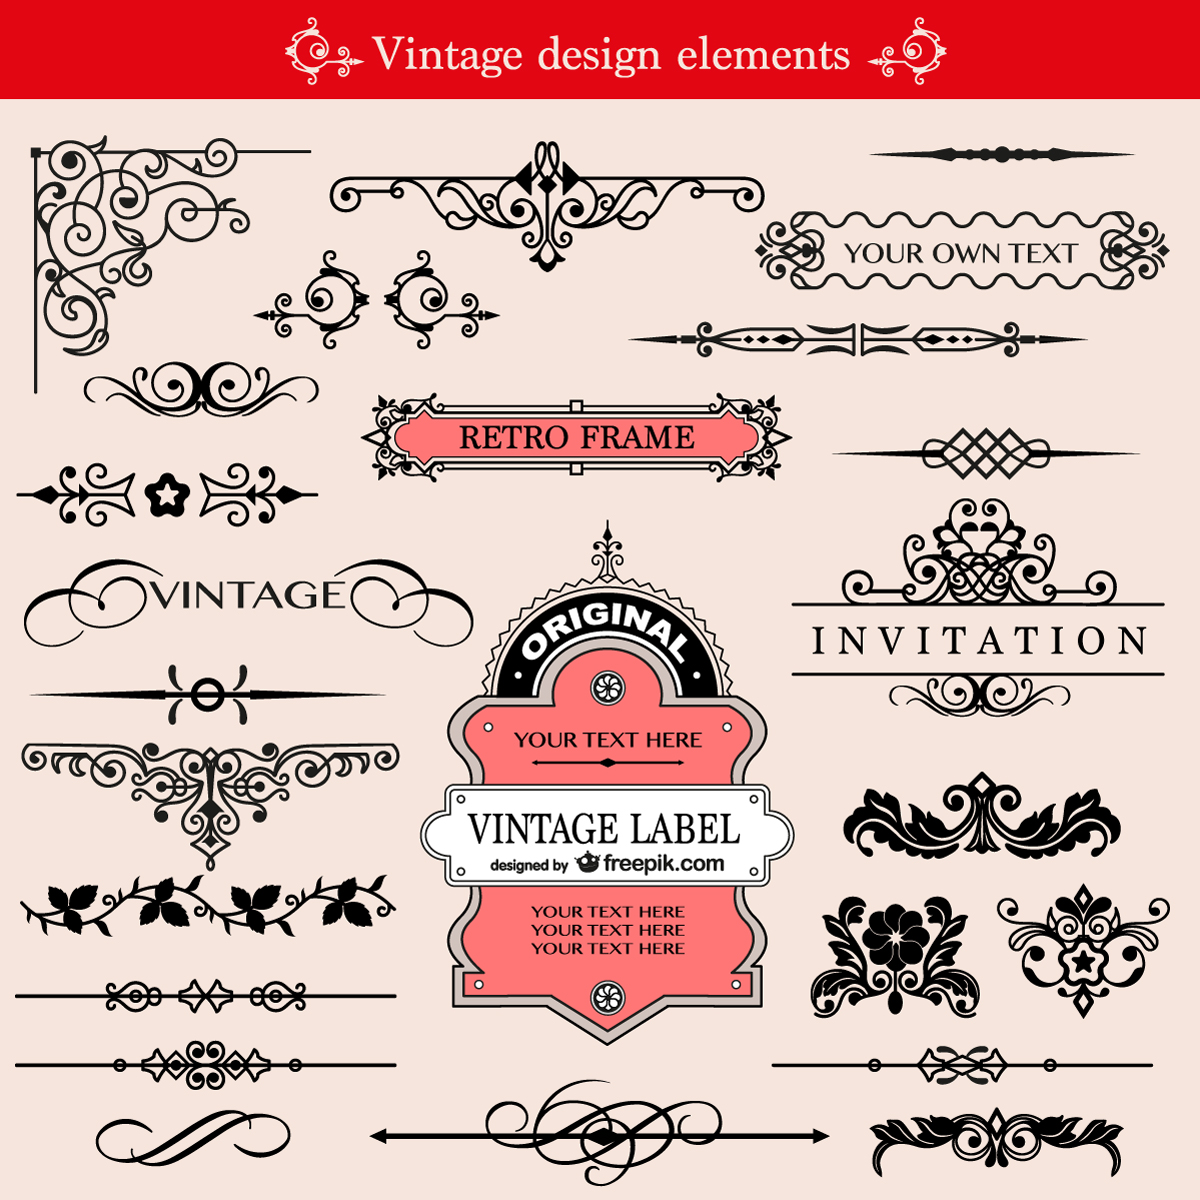 Vintage design elements
YOUR OWN TEXT
RETRO FRAME
VINTAGE
ORIGINAL
INVITATION
YOUR TEXT HERE
VINTAGE LABEL
designed by freepik.com
YOUR TEXT HERE
YOUR TEXT HERE
YOUR TEXT HERE